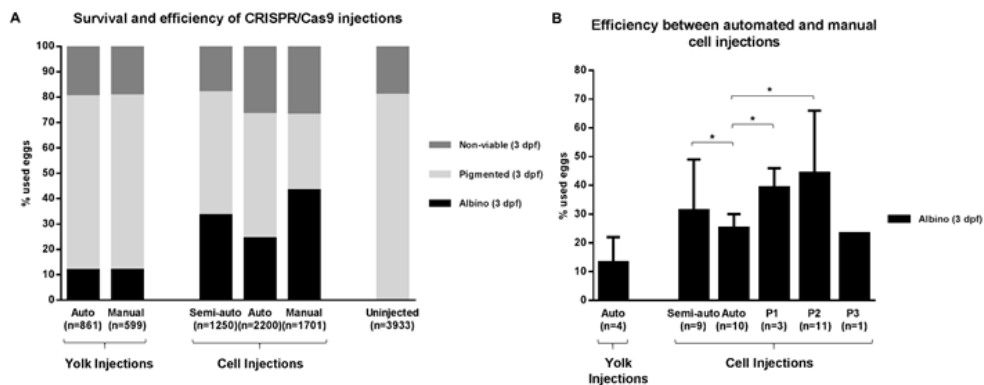 A
Survival and efficiency of CRISPR/Cas9 injections
% used eggs
100
90
80
70
60
50
40
30
20
10
0
Auto Manual Semi-auto Auto Manual Uninjected
(n=861) (n=599) (n=1250) (n=2200) (n=1701) (n=3933)
Yolk Injections Cell Injections
Non-viable (3 dpf)
Pigmented (3 dpf)
Albino (3 dpf)
B
Efficiency between automated and manual
cell injections
% used eggs
80
70
60
50
40
30
20
10
0
* * *
Auto Semi-auto Auto P1 P2 P3
(n=4) (n=9) (n=10) (n=3) (n=11) (n=1)
Yolk Cell Injections
Injections
Albino (3 dpf)